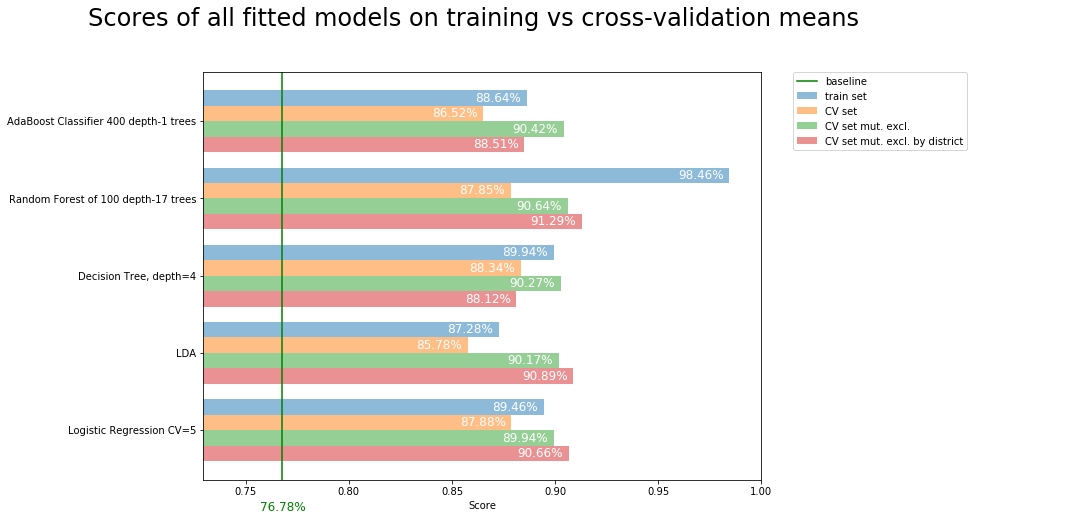 Scores of all fitted models on training vs cross-validation means
baseline
train set
CV set
CV set mut. excl.
CV set mut. excl. by district
AdaBoost Classifier 400 depth-1 trees
88.64%
86.52%
90.42%
88.51%
Random Forest of 100 depth-17 trees
98.46%
87.85%
90.64%
91.29%
Decision Tree, depth=4
89.94%
88.34%
90.27%
88.12%
LDA
87.28%
85.78%
90.17%
90.89%
Logistic Regression CV=5
89.46%
87.88%
89.94%
90.66%
0.75 0.80 0.85 0.90 0.95 1.00
76.78%
Score